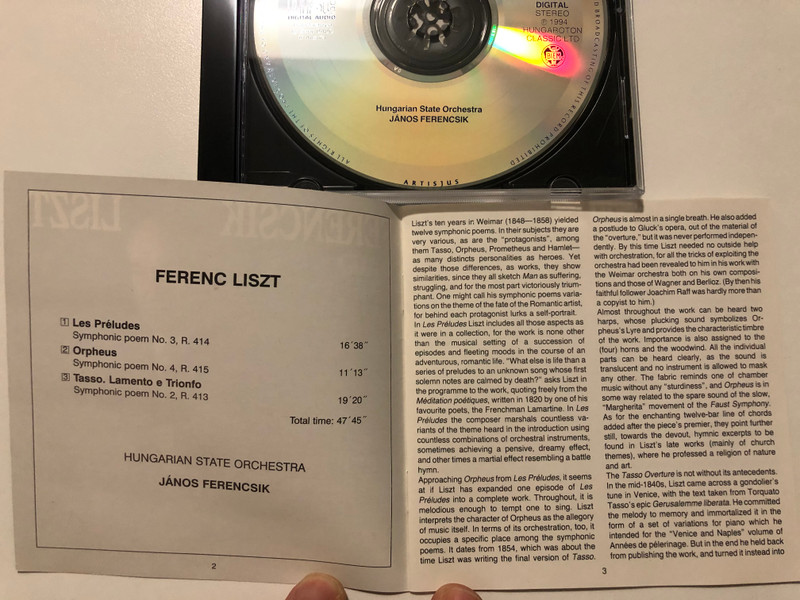 DIGITAL
STEREO
℗ 1994
HUNGAROTON
CLASSIC LTD.
BIEM
Hungarian State Orchestra
JÁNOS FERENCSIK
ALL RIGHTS OF THE
BROADCASTING OF THIS RECORD PROHIBITED
ARTISJUS
FERENC LISZT
1 Les Préludes
Symphonic poem No. 3, R. 414
16´38˝
2 Orpheus
Symphonic poem No. 4, R. 415
11´13˝
3 Tasso. Lamento e Trionfo
Symphonic poem No. 2, R. 413
19´20˝
Total time: 47´45˝
HUNGARIAN STATE ORCHESTRA
JÁNOS FERENCSIK
2
Liszt's ten years in Weimar (1848—1858) yielded
twelve symphonic poems. In their subjects they are
very various, as are the "protagonists", among
them Tasso, Orpheus, Prometheus and Hamlet—
as many distincts personalities as heroes. Yet
despite those differences, as works, they show
similarities, since they all sketch Man as suffering,
struggling, and for the most part victoriously trium-
phant. One might call his symphonic poems varia-
tions on the theme of the fate of the Romantic artist,
for behind each protagonist lurks a self-portrait.
In Les Préludes Liszt includes all those aspects as
it were in a collection, for the work is none other
than the musical setting of a succession of
episodes and fleeting moods in the course of an
adventurous, romantic life. "What else is life than a
series of preludes to an unknown song whose first
solemn notes are calmed by death?" asks Liszt in
the programme to the work, quoting freely from the
Méditation poétiques, written in 1820 by one of his
favourite poets, the Frenchman Lamartine. In Les
Préludes the composer marshals countless va-
riants of the theme heard in the introduction using
countless combinations of orchestral instruments,
sometimes achieving a pensive, dreamy effect,
and other times a martial effect resembling a battle
hymn.
Approaching Orpheus from Les Préludes, it seems
at if Liszt has expanded one episode of Les
Préludes into a complete work. Throughout, it is
melodious enough to tempt one to sing. Liszt
interprets the character of Orpheus as the allegory
of music itself. In terms of its orchestration, too, it
occupies a specific place among the symphonic
poems. It dates from 1854, which was about the
time Liszt was writing the final version of Tasso.
Orpheus is almost in a single breath. He also added
a postlude to Gluck's opera, out of the material of
the "overture," but it was never performed indepen-
dently. By this time Liszt needed no outside help
with orchestration, for all the tricks of exploiting the
orchestra had been revealed to him in his work with
the Weimar orchestra both on his own composi-
tions and those of Wagner and Berlioz. (By then his
faithful follower Joachim Raff was hardly more than
a copyist to him.)
Almost throughout the work can be heard two
harps, whose plucking sound symbolizes Or-
pheus's Lyre and provides the characteristic timbre
of the work. Importance is also assigned to the
(four) horns and the woodwind. All the individual
parts can be heard clearly, as the sound is
translucent and no instrument is allowed to mask
any other. The fabric reminds one of chamber
music without any "sturdiness", and Orpheus is in
some way related to the spare sound of the slow,
"Margherita" movement of the Faust Symphony.
As for the enchanting twelve-bar line of chords
added after the piece's premier, they point further
still, towards the devout, hymnic excerpts to be
found in Liszt's late works (mainly of church
themes), where he professed a religion of nature
and art.
The Tasso Overture is not without its antecedents.
In the mid-1840s, Liszt came across a gondolier's
tune in Venice, with the text taken from Torquato
Tasso's epic Gerusalemme liberata. He committed
the melody to memory and immortalized it in the
form of a set of variations for piano which he
intended for the "Venice and Naples" volume of
Années de pélerinage. But in the end he held back
from publishing the work, and turned it instead into
3